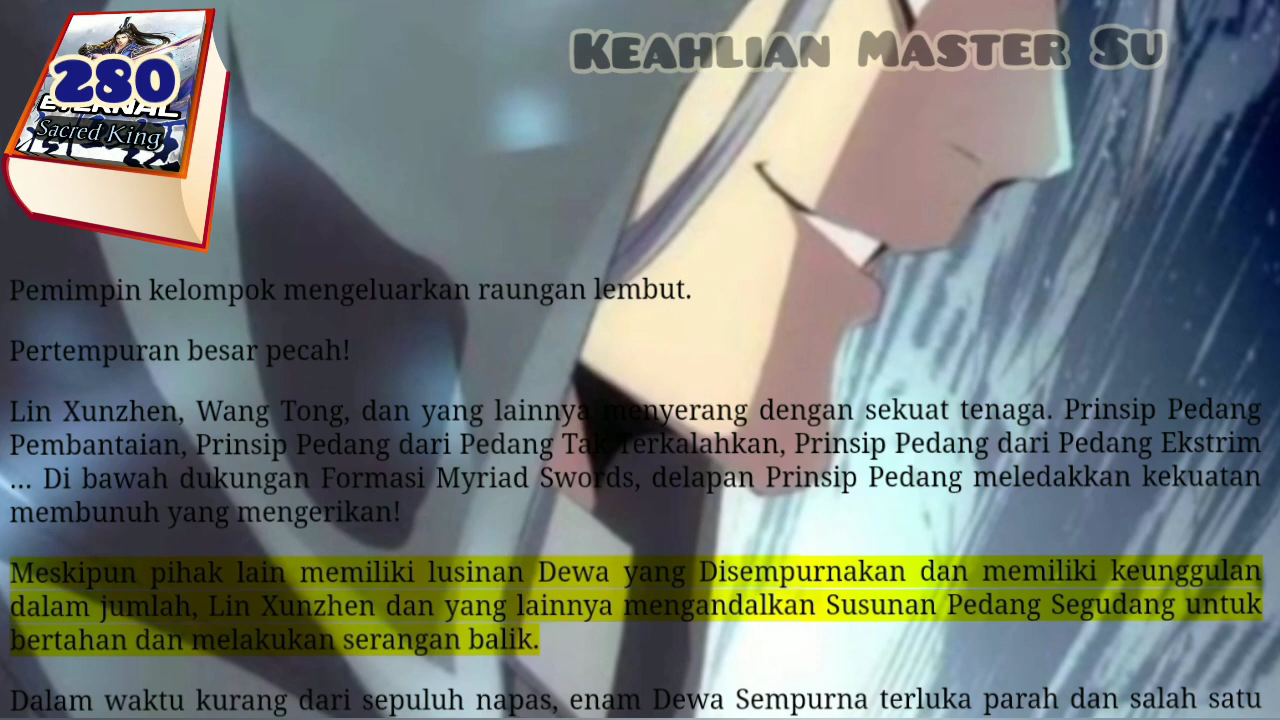 Keahlian Master Su
280
ETERNAL
Sacred King
Pemimpin kelompok mengeluarkan raungan lembut.
Pertempuran besar pecah!
Lin Xunzhen, Wang Tong, dan yang lainnya menyerang dengan sekuat tenaga. Prinsip Pedang
Pembantaian, Prinsip Pedang dari Pedang Tak Terkalahkan, Prinsip Pedang dari Pedang Ekstrim
... Di bawah dukungan Formasi Myriad Swords, delapan Prinsip Pedang meledakkan kekuatan
membunuh yang mengerikan!
Meskipun pihak lain memiliki lusinan Dewa yang Disempurnakan dan memiliki keunggulan
dalam jumlah, Lin Xunzhen dan yang lainnya mengandalkan Susunan Pedang Segudang untuk
bertahan dan melakukan serangan balik.
Dalam waktu kurang dari sepuluh napas, enam Dewa Sempurna terluka parah dan salah satu